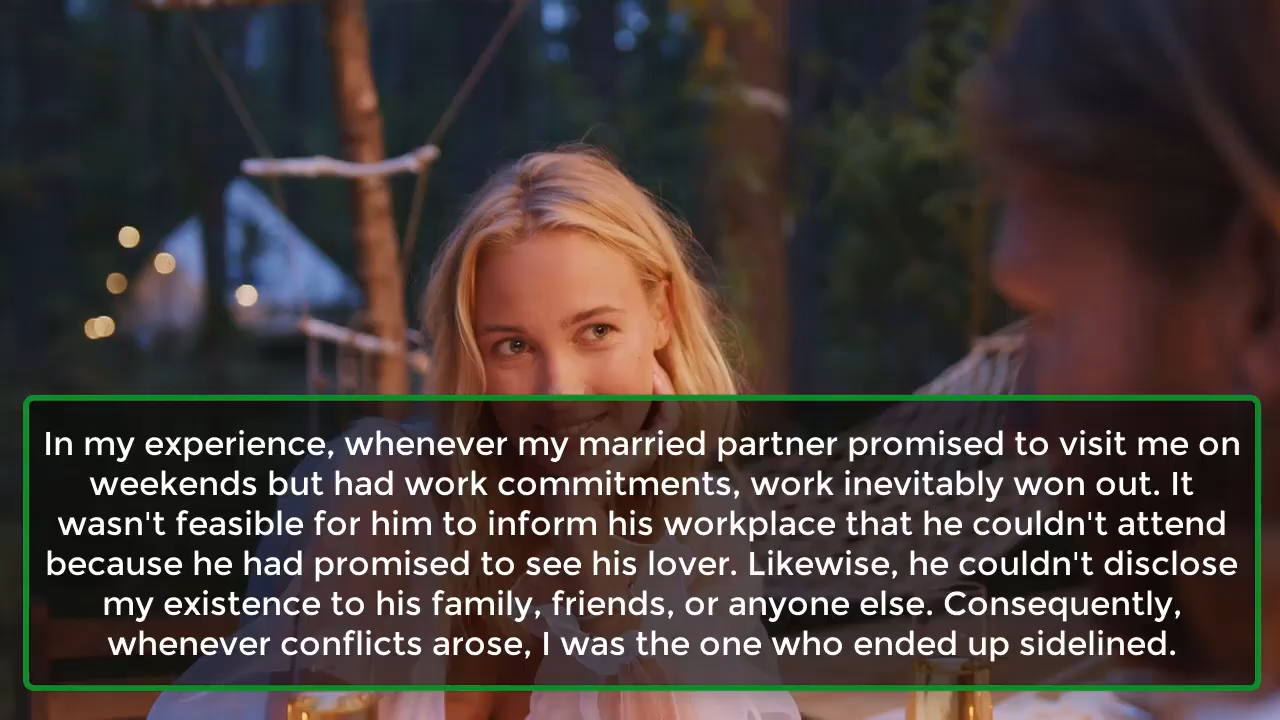 In my experience, whenever my married partner promised to visit me on
weekends but had work commitments, work inevitably won out. It
wasn't feasible for him to inform his workplace that he couldn't attend
because he had promised to see his lover. Likewise, he couldn't disclose
my existence to his family, friends, or anyone else. Consequently,
whenever conflicts arose, I was the one who ended up sidelined.